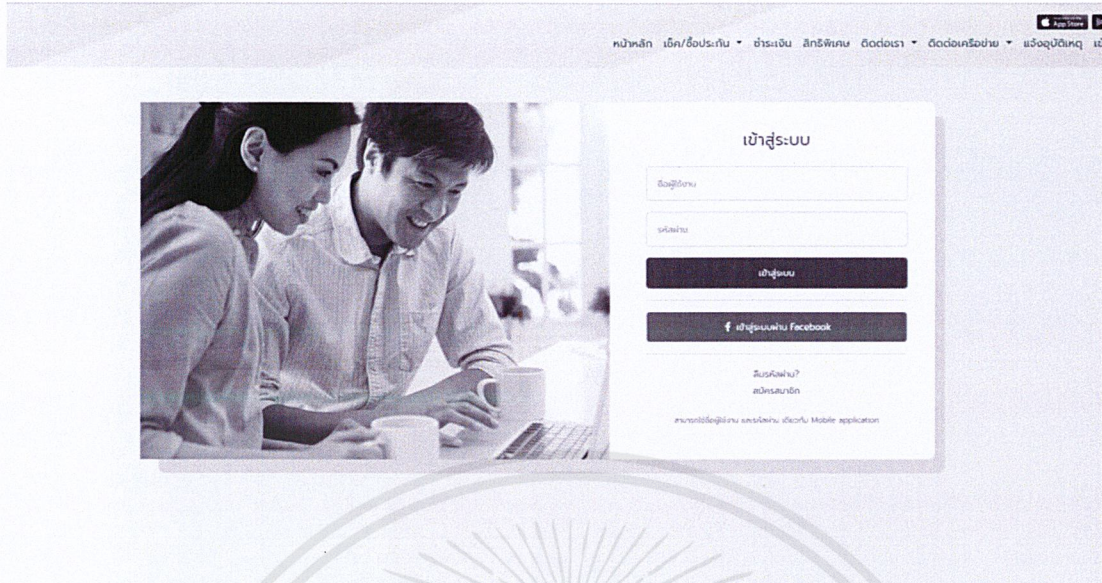 App Store
หน้าหลัก เช็ค/ซื้อประกัน ชำระเงิน สิทธิพิเศษ ติดต่อเรา ติดต่อเครือข่าย แจ้งอุบัติเหตุ
เข้าสู่ระบบ
ชื่อผู้ใช้งาน
รหัสผ่าน
เข้าสู่ระบบ
f เข้าสู่ระบบผ่าน Facebook
ลืมรหัสผ่าน?
สมัครสมาชิก
สามารถใช้ชื่อผู้ใช้งาน และรหัสผ่าน เดียวกับ Mobile application